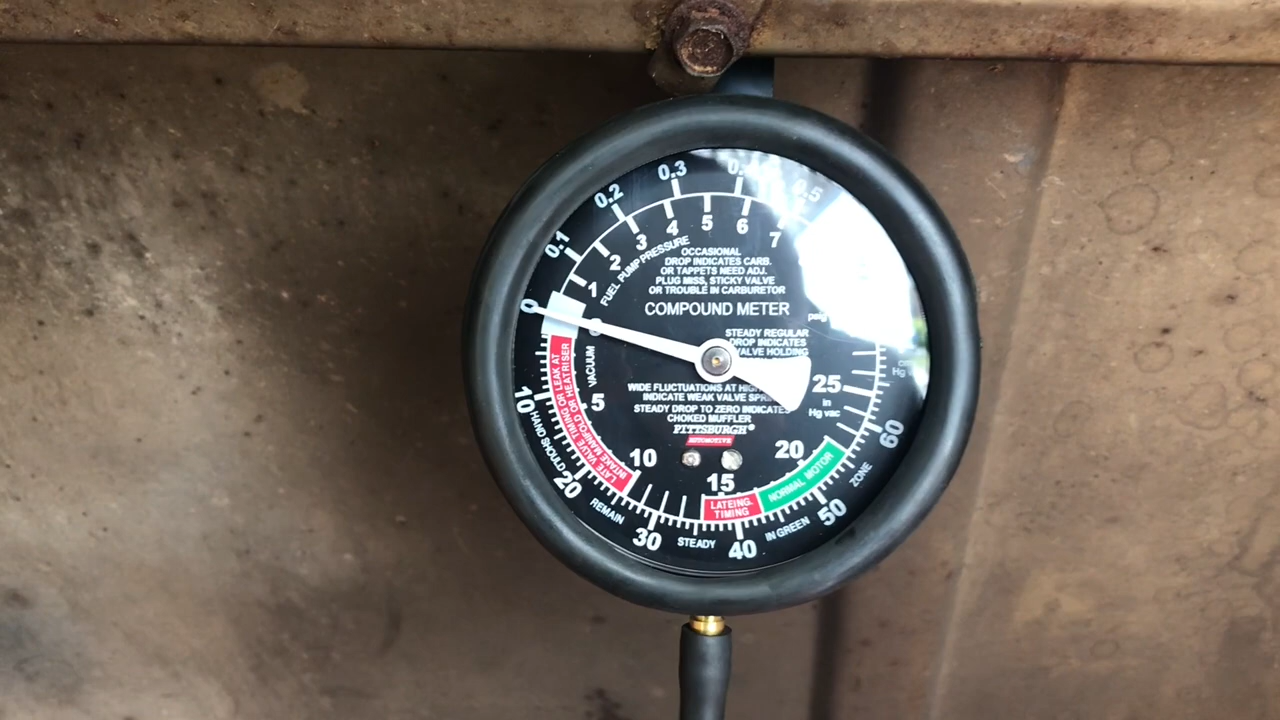 0
0.1
0.2
0.3
0.5
1
2
3
4
5
6
7
FUEL PUMP PRESSURE
OCCASIONAL
DROP INDICATES CARB.
OR TAPPETS NEED ADJ.
PLUG MISS, STICKY VALVE
OR TROUBLE IN CARBURETOR
COMPOUND METER
psig
0
STEADY REGULAR
DROP INDICATES
VALVE HOLDING
VACUUM
5
10
15
20
25
in
Hg vac
WIDE FLUCTUATIONS AT
INDICATE WEAK VALVE
STEADY DROP TO ZERO INDICATES
CHOKED MUFFLER
PITTSBURGH®
AUTOMOTIVE
LATE VALVE TIMING OR LEAK AT
INTAKE MANIFOLD OR HEATRISER
LATEING.
TIMING
NORMAL MOTOR
10
20
30
40
50
60
cm
Hg
HAND SHOULD
REMAIN
STEADY
IN GREEN
ZONE